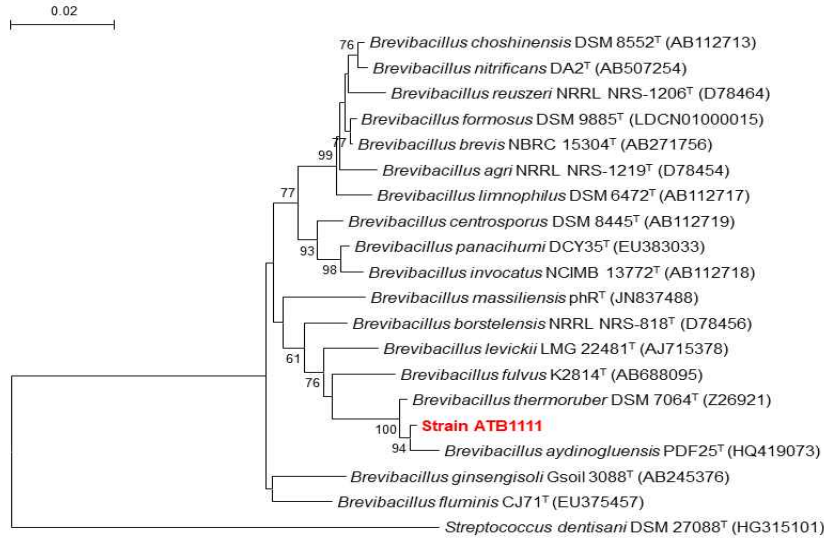 0.02
76
Brevibacillus choshinensis DSM 8552ᵀ (AB112713)
Brevibacillus nitrificans DA2ᵀ (AB507254)
Brevibacillus reuszeri NRRL NRS-1206ᵀ (D78464)
Brevibacillus formosus DSM 9885ᵀ (LDCN01000015)
77
Brevibacillus brevis NBRC 15304ᵀ (AB271756)
99
Brevibacillus agri NRRL NRS-1219ᵀ (D78454)
77
Brevibacillus limnophilus DSM 6472ᵀ (AB112717)
Brevibacillus centrosporus DSM 8445ᵀ (AB112719)
93
Brevibacillus panacihumi DCY35ᵀ (EU383033)
98
Brevibacillus invocatus NCIMB 13772ᵀ (AB112718)
Brevibacillus massiliensis phRᵀ (JN837488)
Brevibacillus borstelensis NRRL NRS-818ᵀ (D78456)
61
Brevibacillus levickii LMG 22481ᵀ (AJ715378)
76
Brevibacillus fulvus K2814ᵀ (AB688095)
Brevibacillus thermoruber DSM 7064ᵀ (Z26921)
100
Strain ATB1111
94
Brevibacillus aydinogluensis PDF25ᵀ (HQ419073)
Brevibacillus ginsengisoli Gsoil 3088ᵀ (AB245376)
Brevibacillus fluminis CJ71ᵀ (EU375457)
Streptococcus dentisani DSM 27088ᵀ (HG315101)